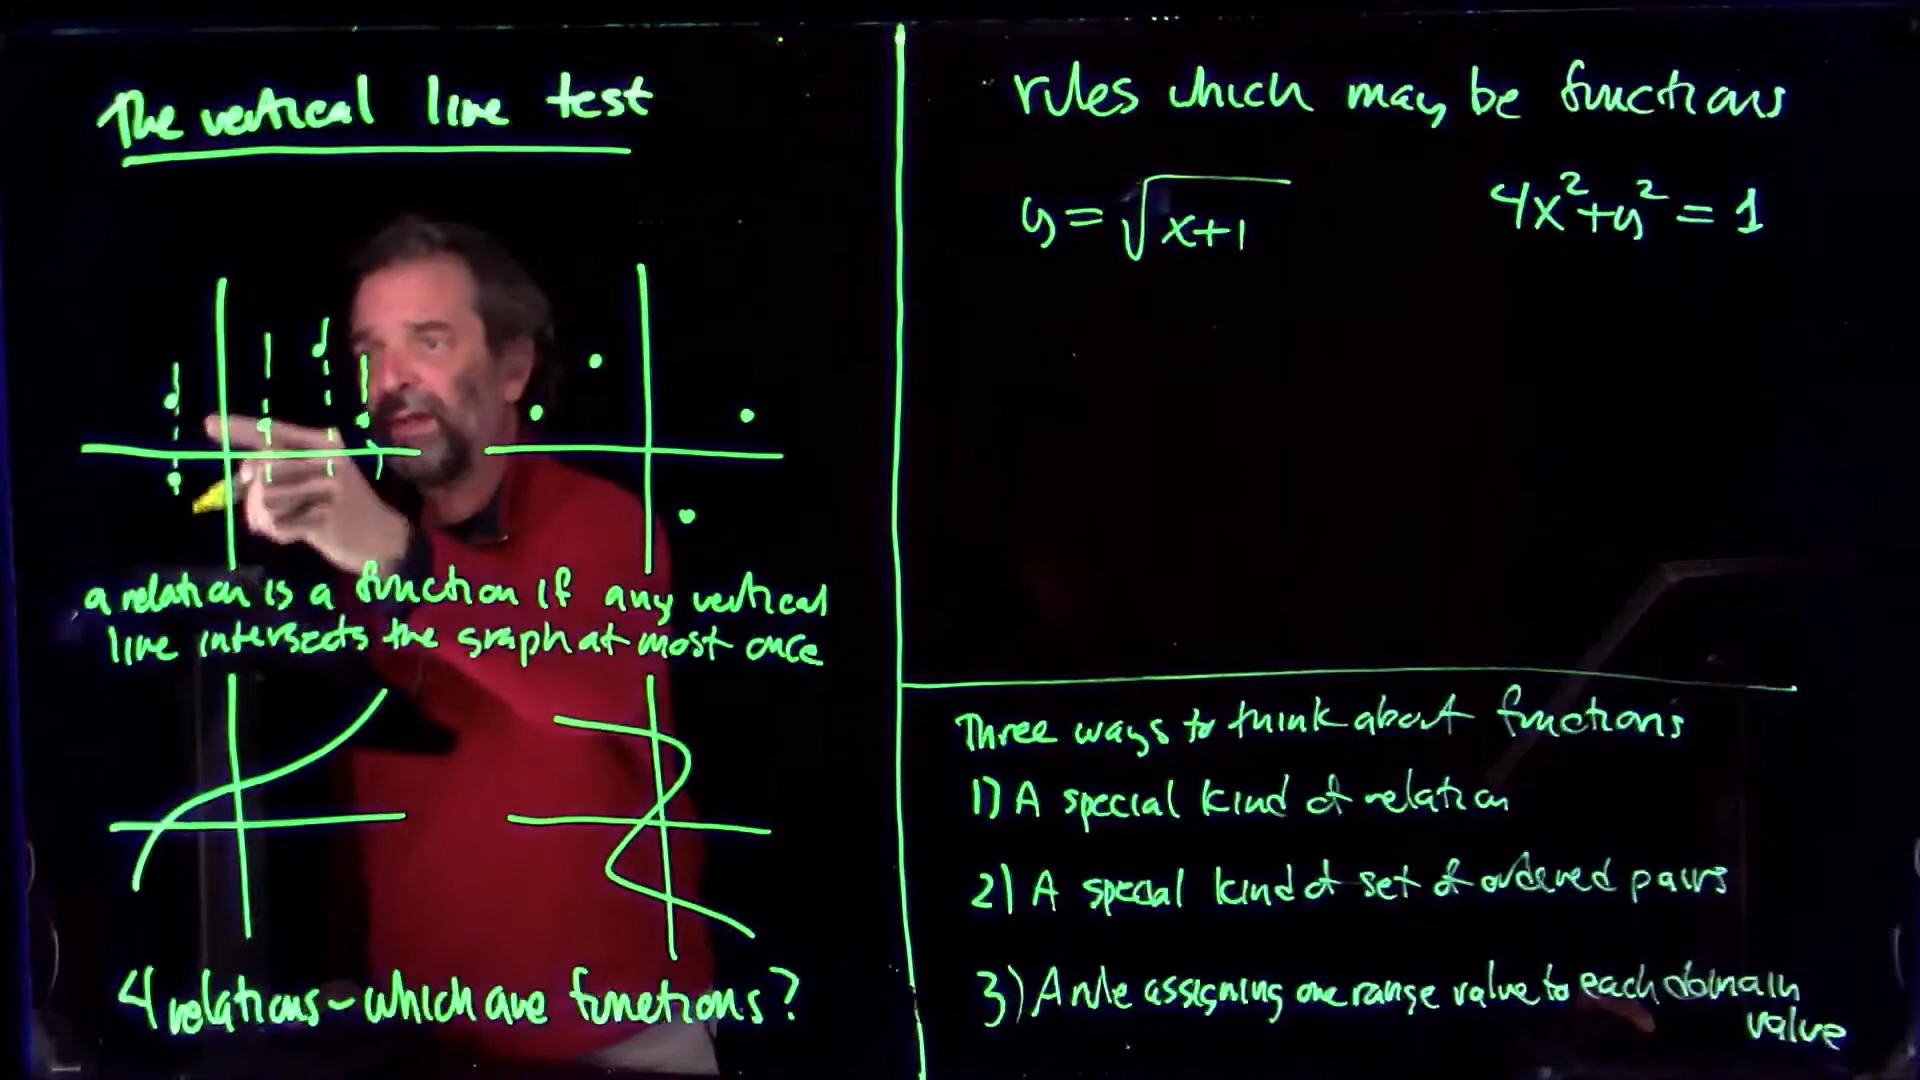 The vertical line test
a relation is a function if any vertical
line intersects the graph at most once
4 relations - which are functions?
rules which may be functions
y = √x+1
4x²+y² = 1
Three ways to think about functions
1) A special kind of relation
2) A special kind of set of ordered pairs
3) A rule assigning one range value to each domain
value